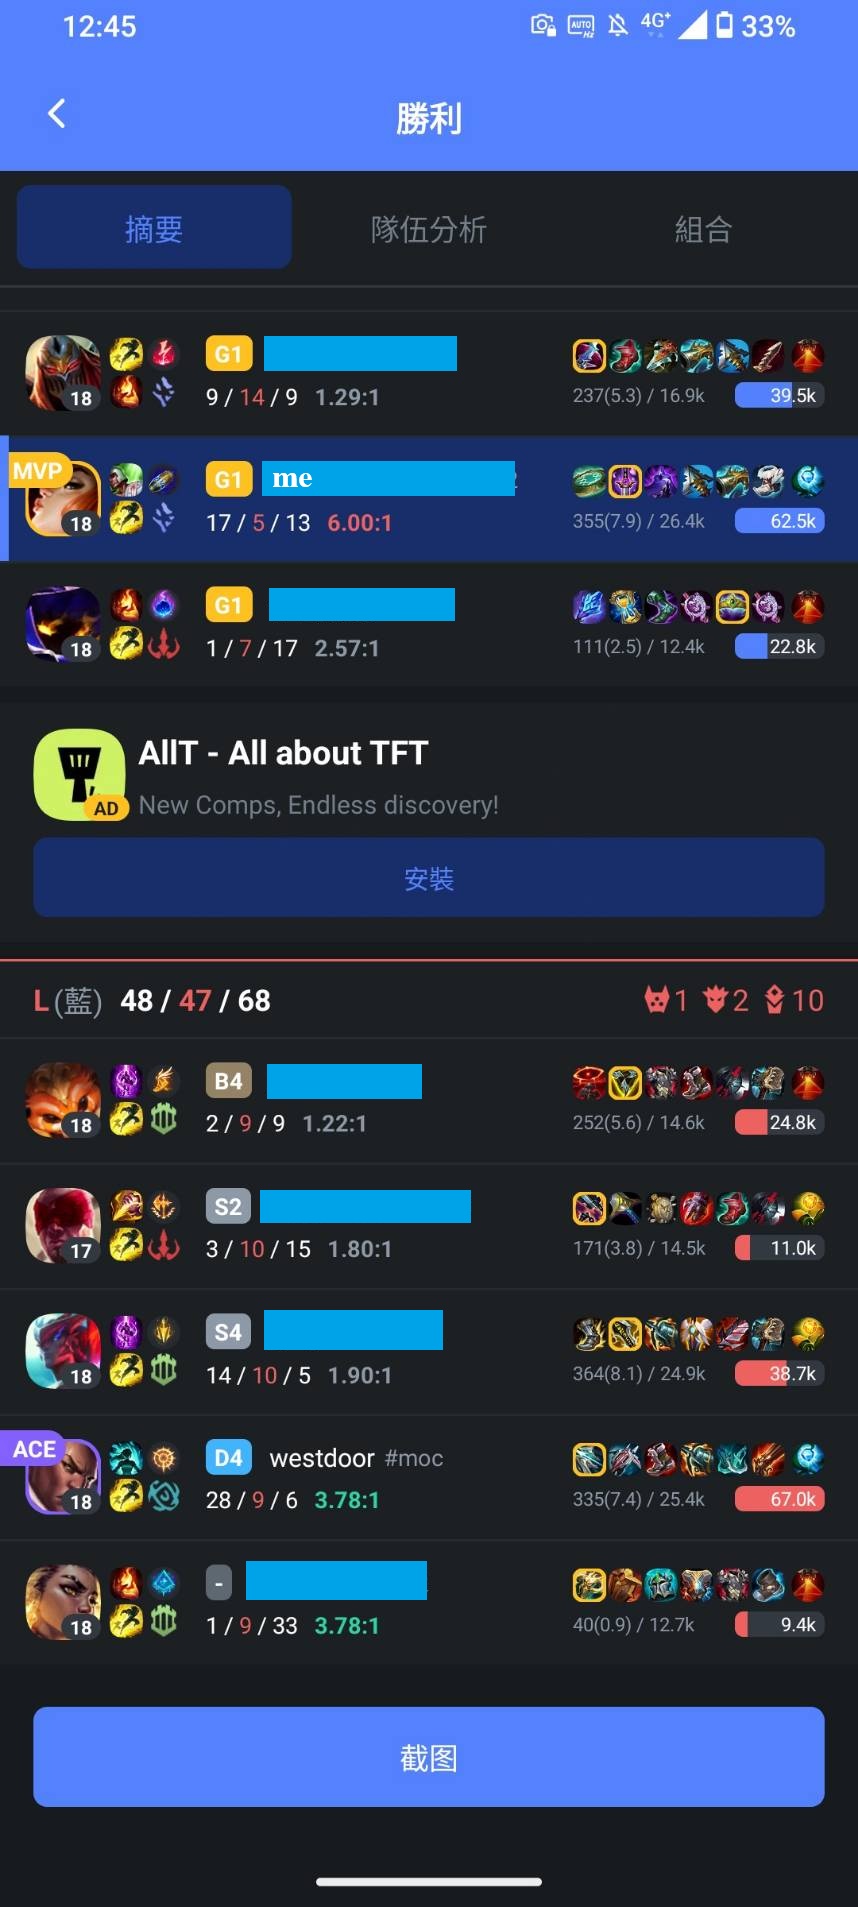 12:45
AUTO Hz 4G+ 33%
勝利
摘要 隊伍分析 組合
18 G1
9 / 14 / 9 1.29:1 237(5.3) / 16.9k 39.5k
MVP
18 G1 me
17 / 5 / 13 6.00:1 355(7.9) / 26.4k 62.5k
18 G1
1 / 7 / 17 2.57:1 111(2.5) / 12.4k 22.8k
AllT - All about TFT
AD New Comps, Endless discovery!
安裝
L (藍) 48 / 47 / 68 1 2 10
18 B4
2 / 9 / 9 1.22:1 252(5.6) / 14.6k 24.8k
17 S2
3 / 10 / 15 1.80:1 171(3.8) / 14.5k 11.0k
18 S4
14 / 10 / 5 1.90:1 364(8.1) / 24.9k 38.7k
ACE
18 D4 westdoor #moc
28 / 9 / 6 3.78:1 335(7.4) / 25.4k 67.0k
18 -
1 / 9 / 33 3.78:1 40(0.9) / 12.7k 9.4k
截图